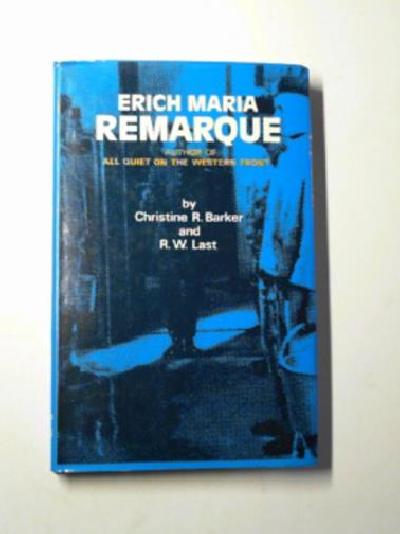 ERICH MARIA
REMARQUE
AUTHOR OF
ALL QUIET ON THE WESTERN FRONT
by
Christine R. Barker
and
R. W. Last